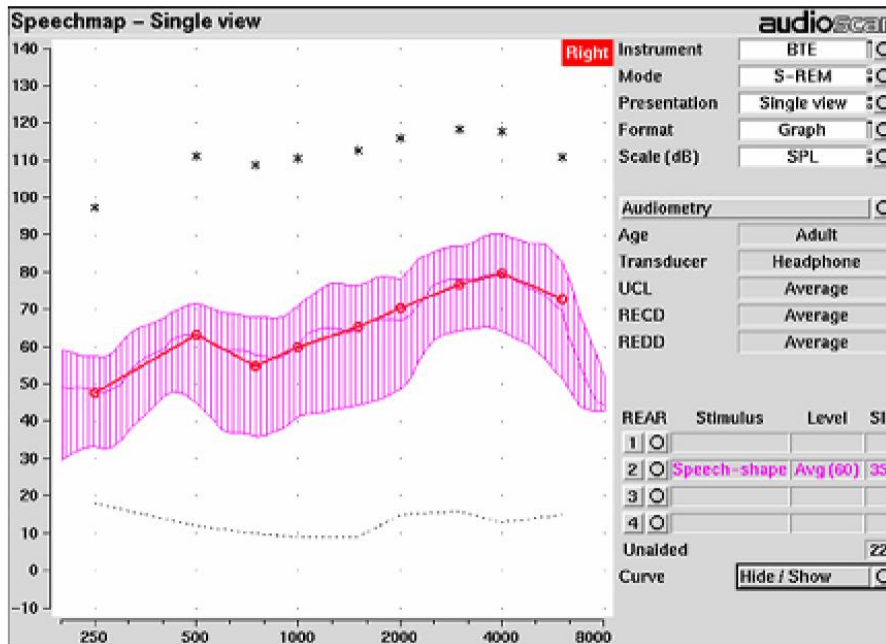 Speechmap - Single view
audioscan
140
130
120
110
100
90
80
70
60
50
40
30
20
10
0
-10
250 500 1000 2000 4000 8000
Right
Instrument BTE
Mode S-REM
Presentation Single view
Format Graph
Scale (dB) SPL
Audiometry
Age Adult
Transducer Headphone
UCL Average
RECD Average
REDD Average
REAR Stimulus Level SI
1
2 Speech-shape Avg (60) 35
3
4
Unaided 22
Curve Hide / Show